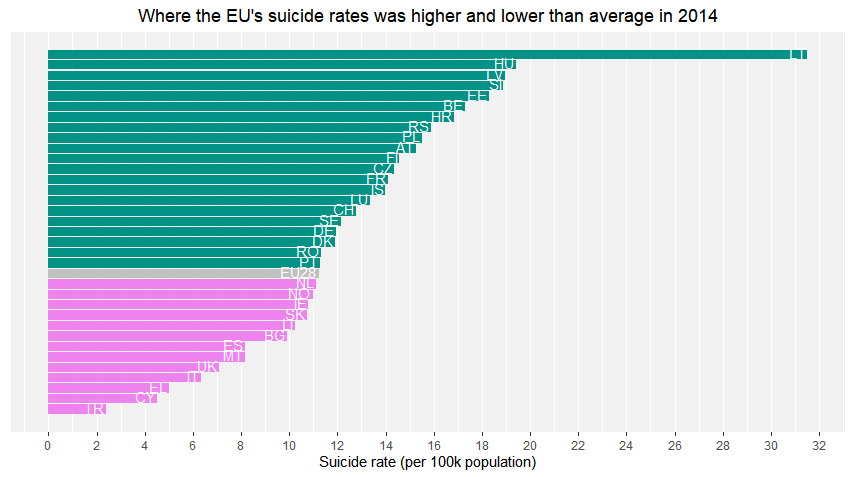 Where the EU's suicide rates was higher and lower than average in 2014
LT
HU
LV
SI
EE
BE
HR
RS
PL
AT
FI
CZ
FR
IS
LU
CH
SE
DE
DK
RO
PT
EU28
NL
NO
IE
SK
LI
BG
ES
MT
UK
IT
EL
CY
TR
0 2 4 6 8 10 12 14 16 18 20 22 24 26 28 30 32
Suicide rate (per 100k population)